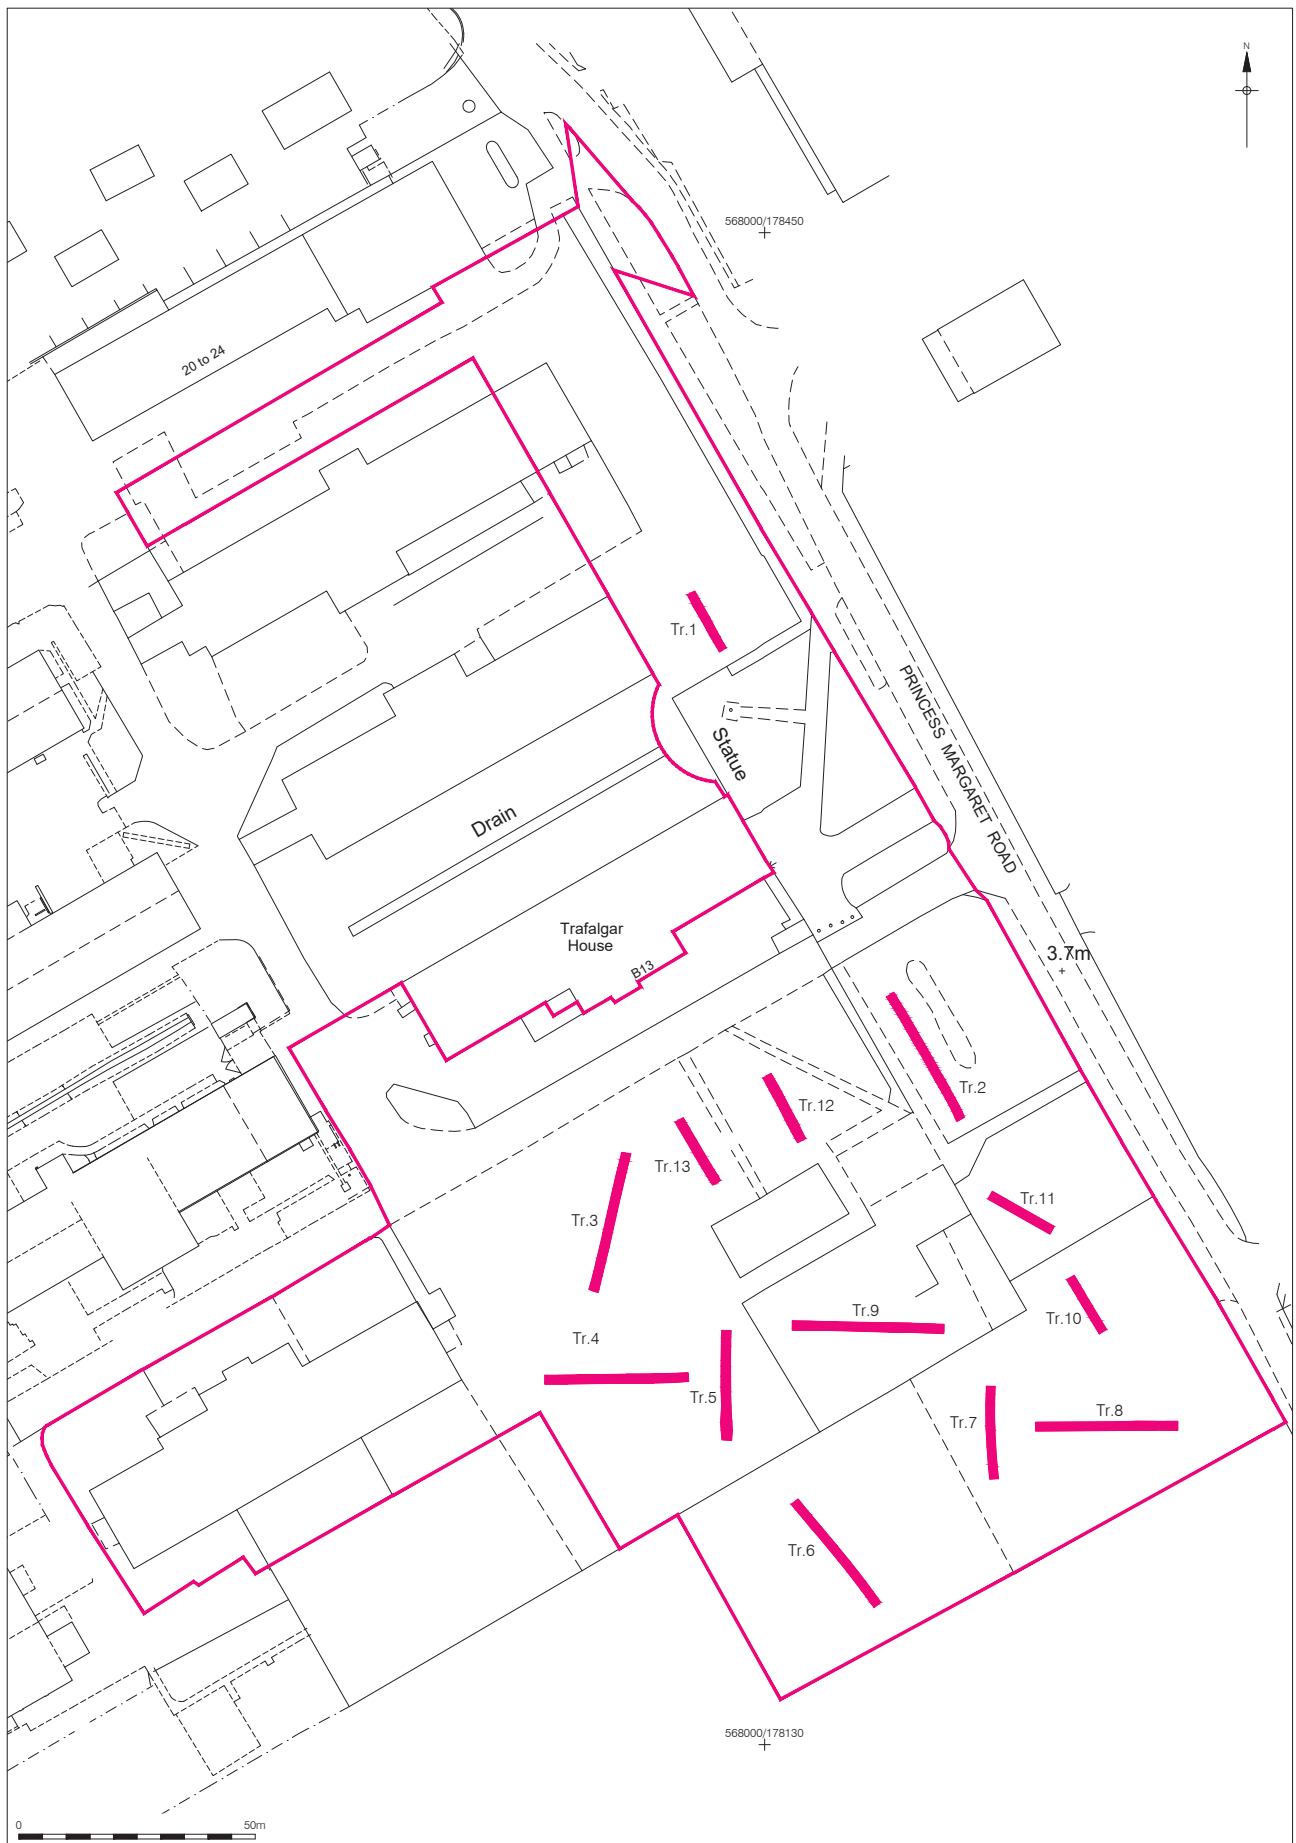 N
568000/178450
20 to 24
Tr.1
PRINCESS MARGARET ROAD
Statue
Drain
Trafalgar
House
B13
3.7m
Tr.2
Tr.12
Tr.13
Tr.11
Tr.3
Tr.10
Tr.9
Tr.4
Tr.5
Tr.8
Tr.7
Tr.6
568000/178130
0 50m